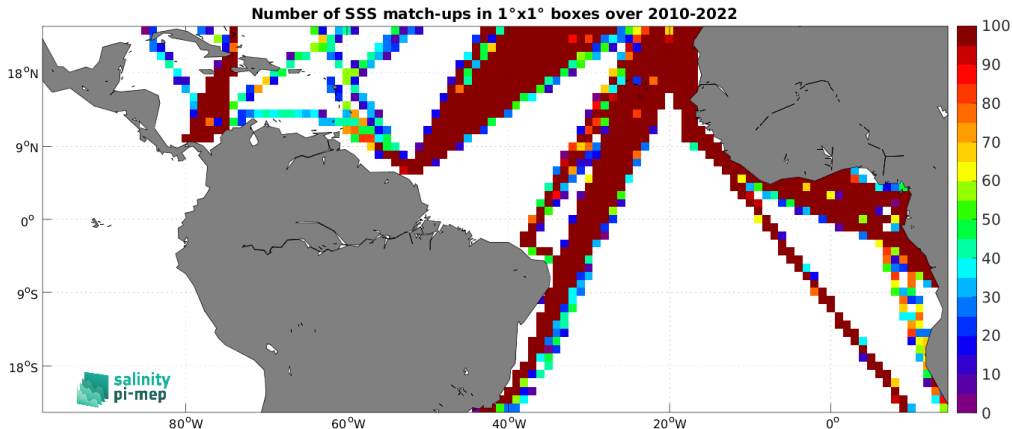 Number of SSS match-ups in 1°x1° boxes over 2010-2022
100
90
80
70
60
50
40
30
20
10
0
18°N
9°N
0°
9°S
18°S
80°W
60°W
40°W
20°W
0°
salinity
pi-mep